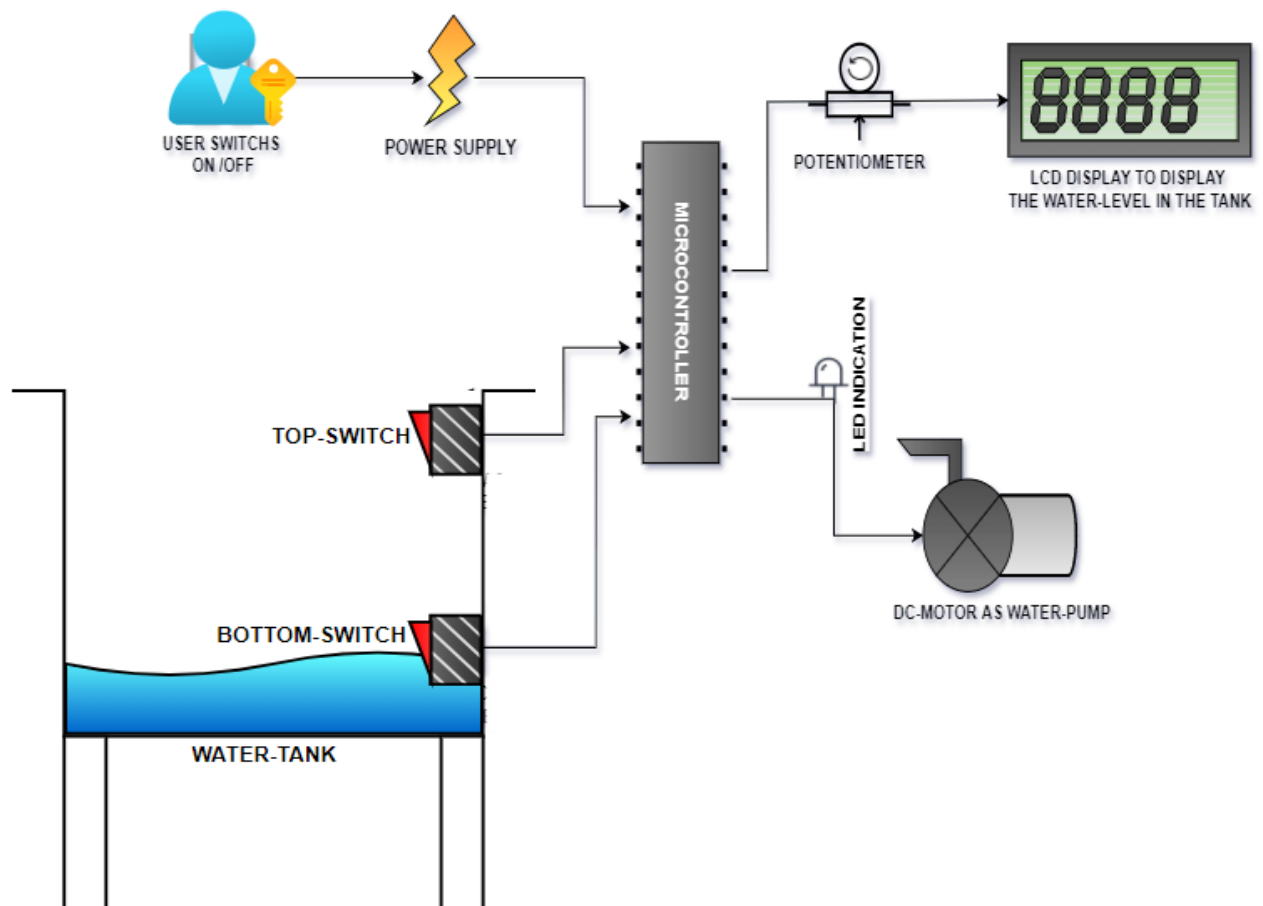 USER SWITCHS
ON /OFF
POWER SUPPLY
POTENTIOMETER
8888
LCD DISPLAY TO DISPLAY
THE WATER-LEVEL IN THE TANK
MICROCONTROLLER
LED INDICATION
TOP-SWITCH
BOTTOM-SWITCH
DC-MOTOR AS WATER-PUMP
WATER-TANK